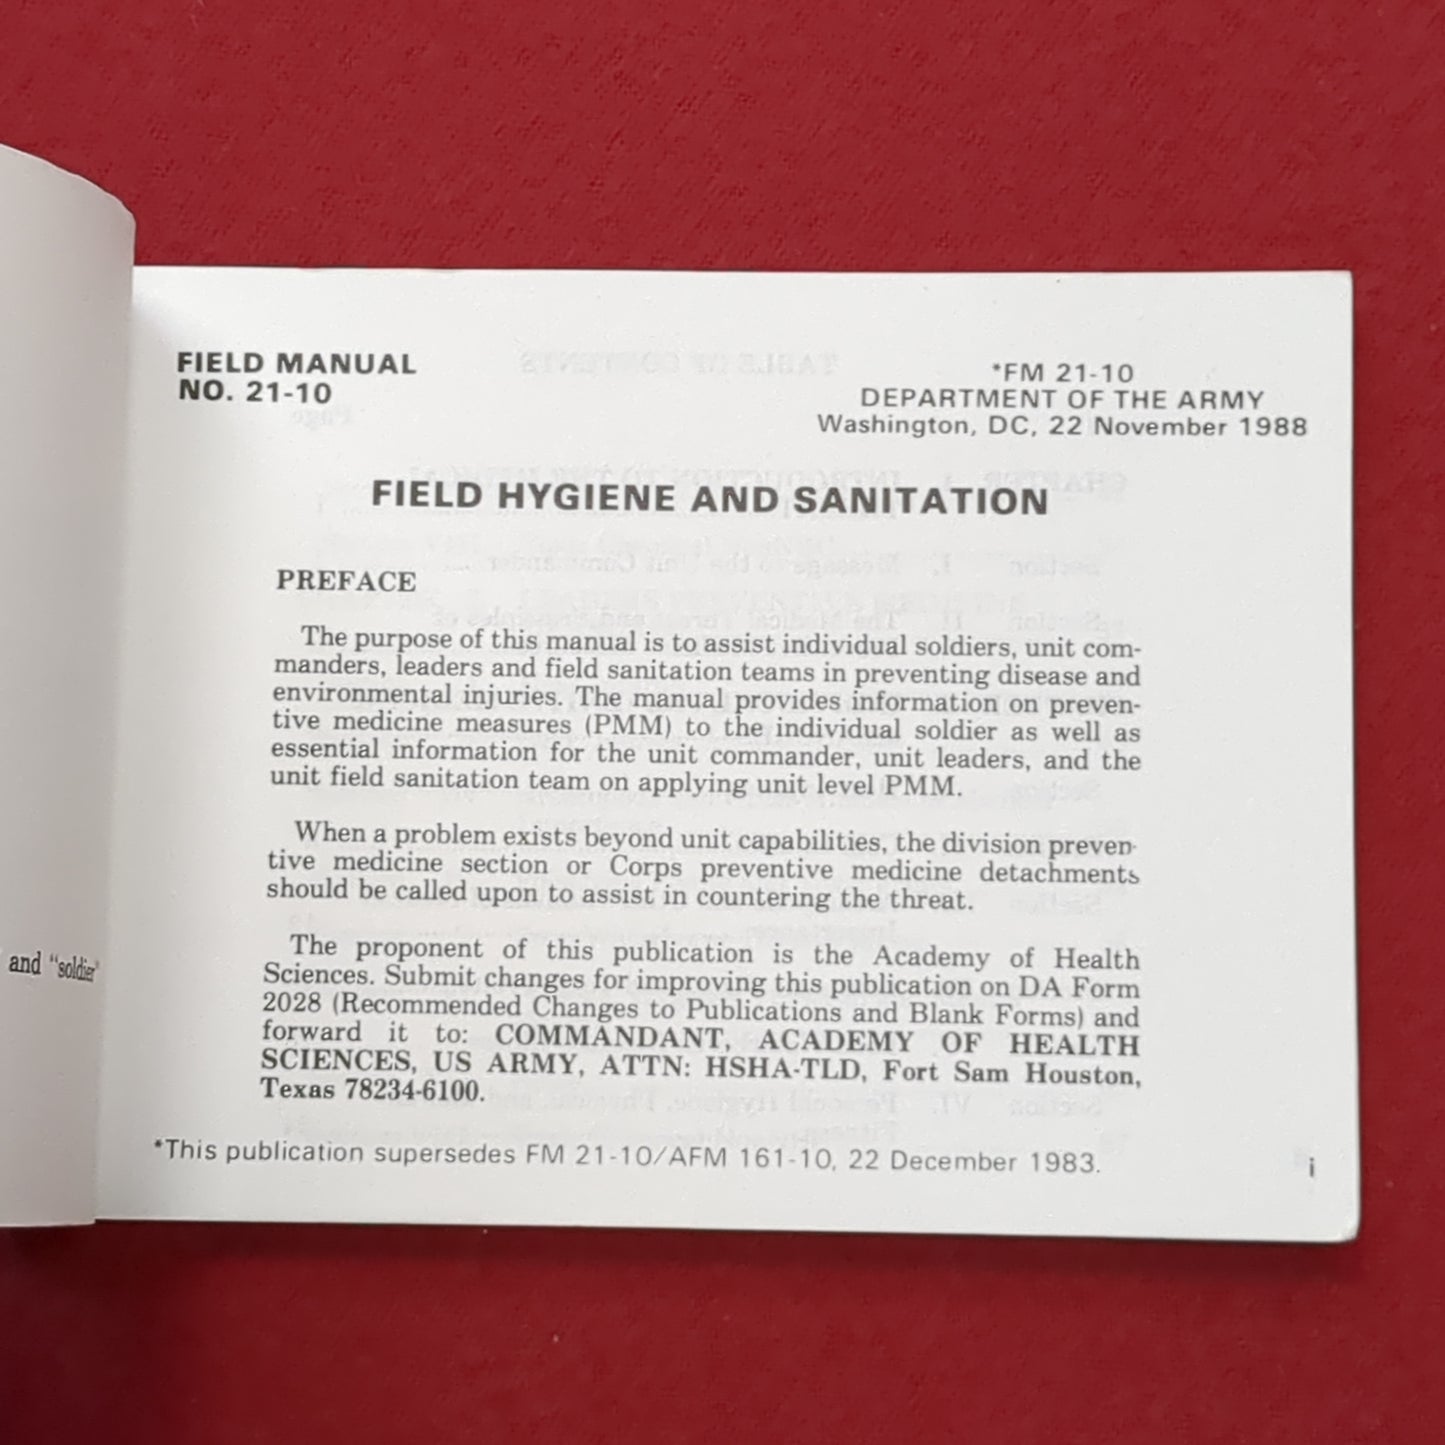 FIELD MANUAL
NO. 21-10
*FM 21-10
DEPARTMENT OF THE ARMY
Washington, DC, 22 November 1988
FIELD HYGIENE AND SANITATION
PREFACE
The purpose of this manual is to assist individual soldiers, unit com-
manders, leaders and field sanitation teams in preventing disease and
environmental injuries. The manual provides information on preven-
tive medicine measures (PMM) to the individual soldier as well as
essential information for the unit commander, unit leaders, and the
unit field sanitation team on applying unit level PMM.
When a problem exists beyond unit capabilities, the division preven-
tive medicine section or Corps preventive medicine detachments
should be called upon to assist in countering the threat.
The proponent of this publication is the Academy of Health
Sciences. Submit changes for improving this publication on DA Form
2028 (Recommended Changes to Publications and Blank Forms) and
forward it to: COMMANDANT, ACADEMY OF HEALTH
SCIENCES, US ARMY, ATTN: HSHA-TLD, Fort Sam Houston,
Texas 78234-6100.
*This publication supersedes FM 21-10/AFM 161-10, 22 December 1983.
i
and "soldier"